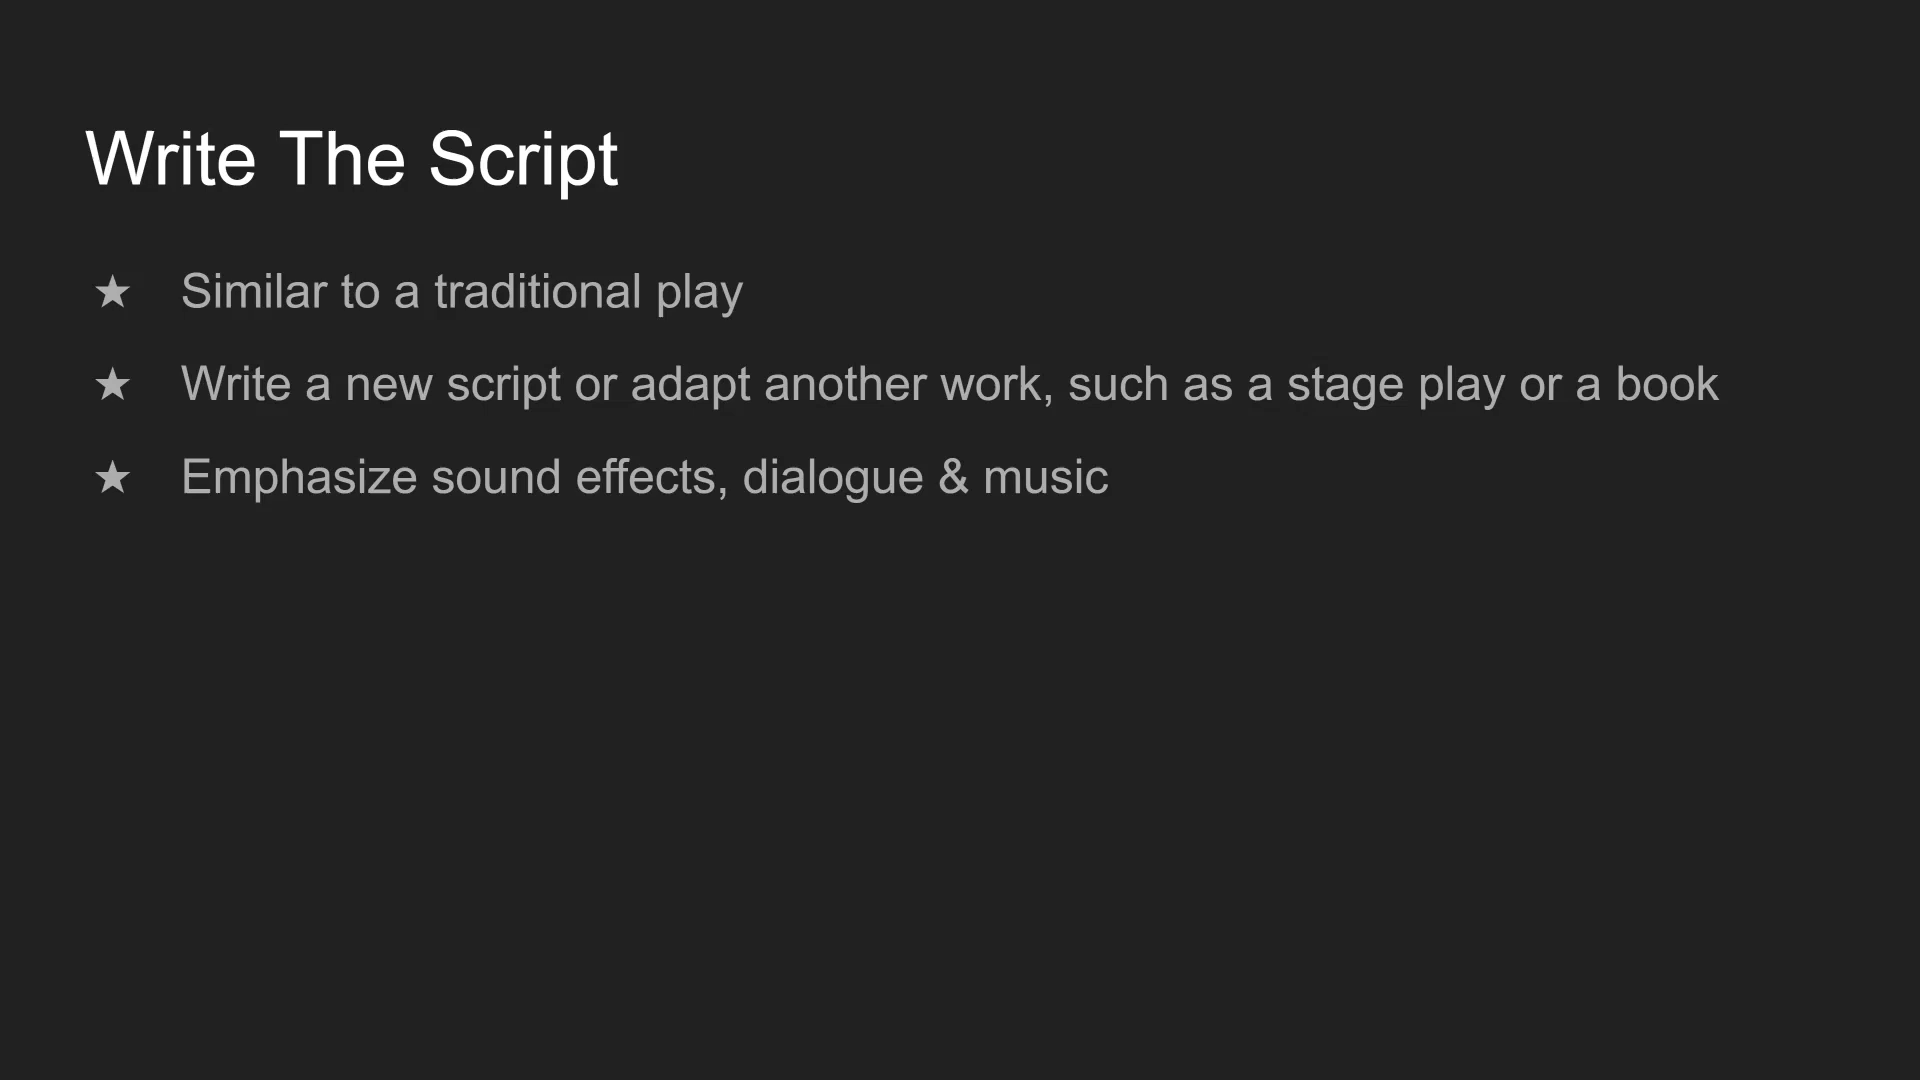 Write The Script
★ Similar to a traditional play
★ Write a new script or adapt another work, such as a stage play or a book
★ Emphasize sound effects, dialogue & music